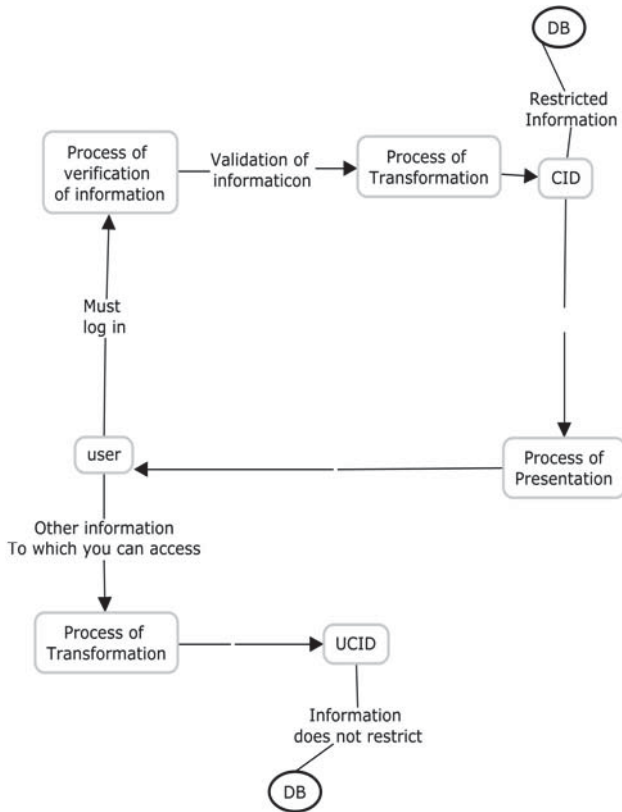 DB
Restricted
Information
Process of
verification
of information
Validation of
informaticon
Process of
Transformation
CID
Must
log in
user
Process of
Presentation
Other information
To which you can access
Process of
Transformation
UCID
Information
does not restrict
DB